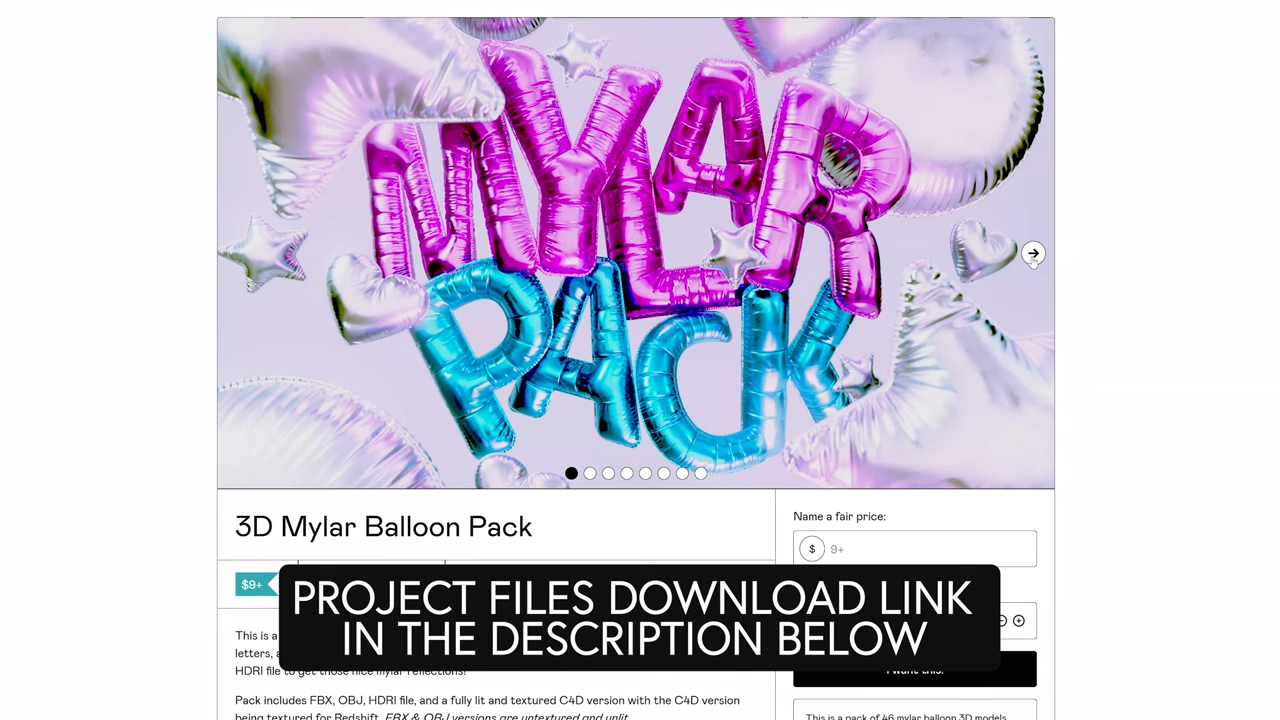 MYLAR
PACK
3D Mylar Balloon Pack
Name a fair price:
$ 9+
$9+
PROJECT FILES DOWNLOAD LINK
IN THE DESCRIPTION BELOW
This is a
letters, a
HDRI file to get those nice mylar reflections!
I want this!
Pack includes FBX, OBJ, HDRI file, and a fully lit and textured C4D version with the C4D version
being textured for Redshift. FBX & OBJ versions are untextured and unlit.
This is a pack of 46 mylar balloon 3D models